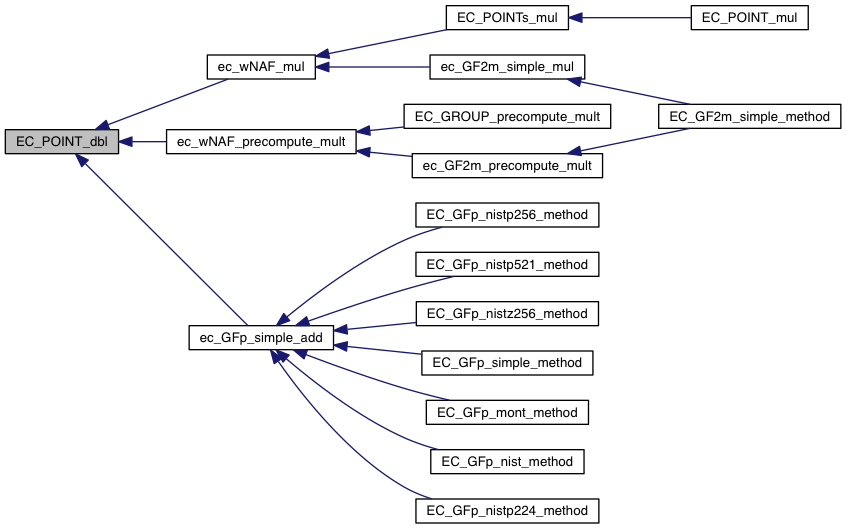 EC_POINTs_mul
EC_POINT_mul
ec_wNAF_mul
ec_GF2m_simple_mul
EC_GROUP_precompute_mult
EC_GF2m_simple_method
EC_POINT_dbl
ec_wNAF_precompute_mult
ec_GF2m_precompute_mult
EC_GFp_nistp256_method
EC_GFp_nistp521_method
EC_GFp_nistz256_method
ec_GFp_simple_add
EC_GFp_simple_method
EC_GFp_mont_method
EC_GFp_nist_method
EC_GFp_nistp224_method